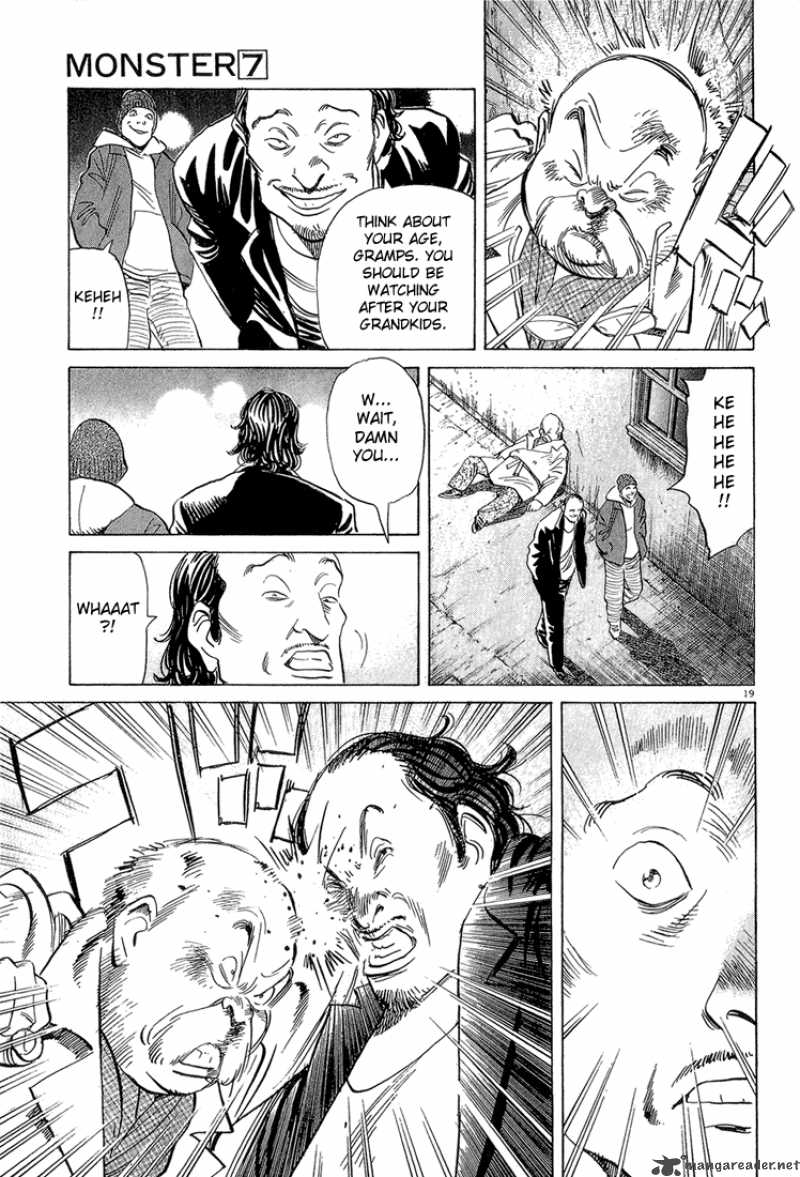 MONSTER 7
THINK ABOUT
YOUR AGE,
GRAMPS. YOU
SHOULD BE
WATCHING
AFTER YOUR
GRANDKIDS.
KEHEH
!!
KE
HE
HE
HE
HE
!!
W...
WAIT,
DAMN
YOU...
WHAAAT
?!
19
mangareader.net